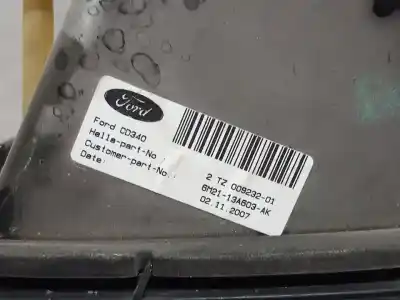 Ford
Ford CD340
Hella-part-No
Customer-part-No.:
Date:
2 TZ 009232-01
6M21-13A603-AK
02.11.2007